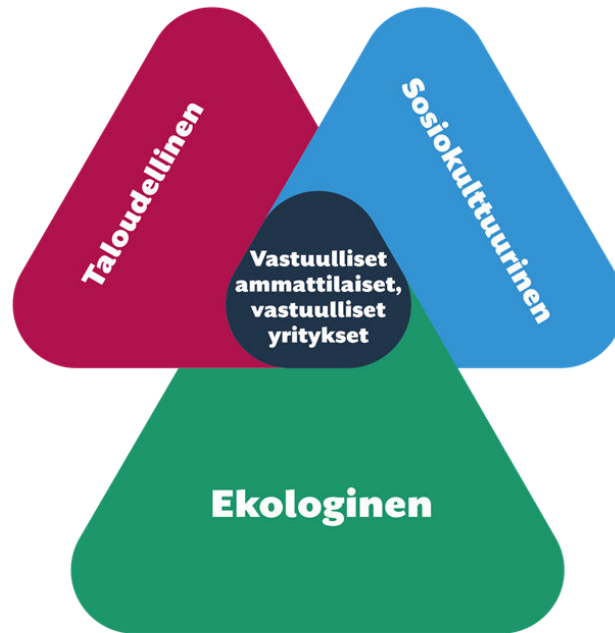 Taloudellinen
Sosiokulttuurinen
Vastuulliset
ammattilaiset,
vastuulliset
yritykset
Ekologinen